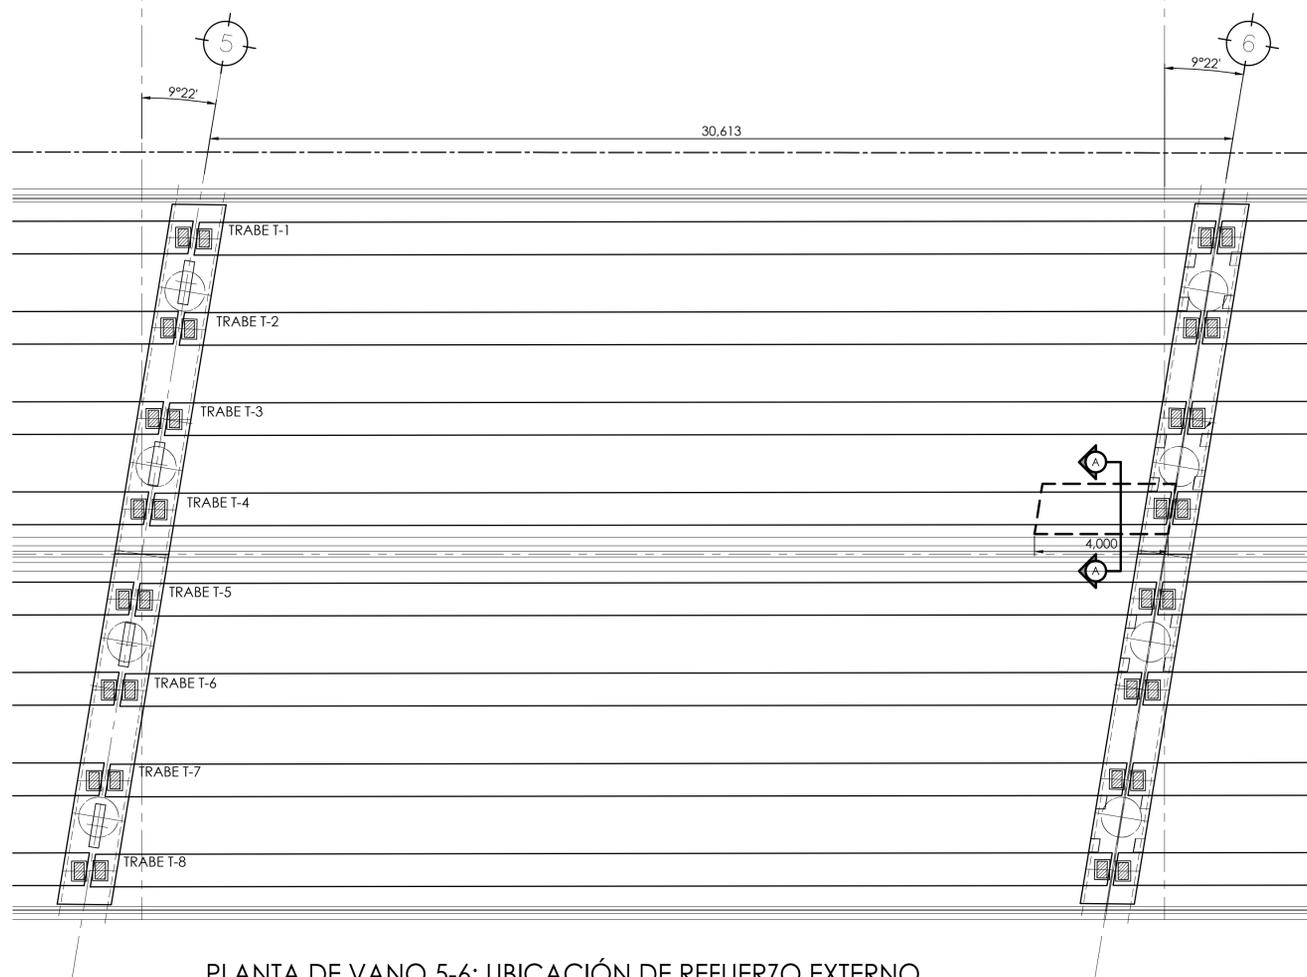 5
6
9°22'
9°22'
30,613
TRABE T-1
TRABE T-2
TRABE T-3
A
TRABE T-4
4,000
A
TRABE T-5
TRABE T-6
TRABE T-7
TRABE T-8
PLANTA DE VANO 5-6: UBICACIÓN DE REFUERZO EXTERNO